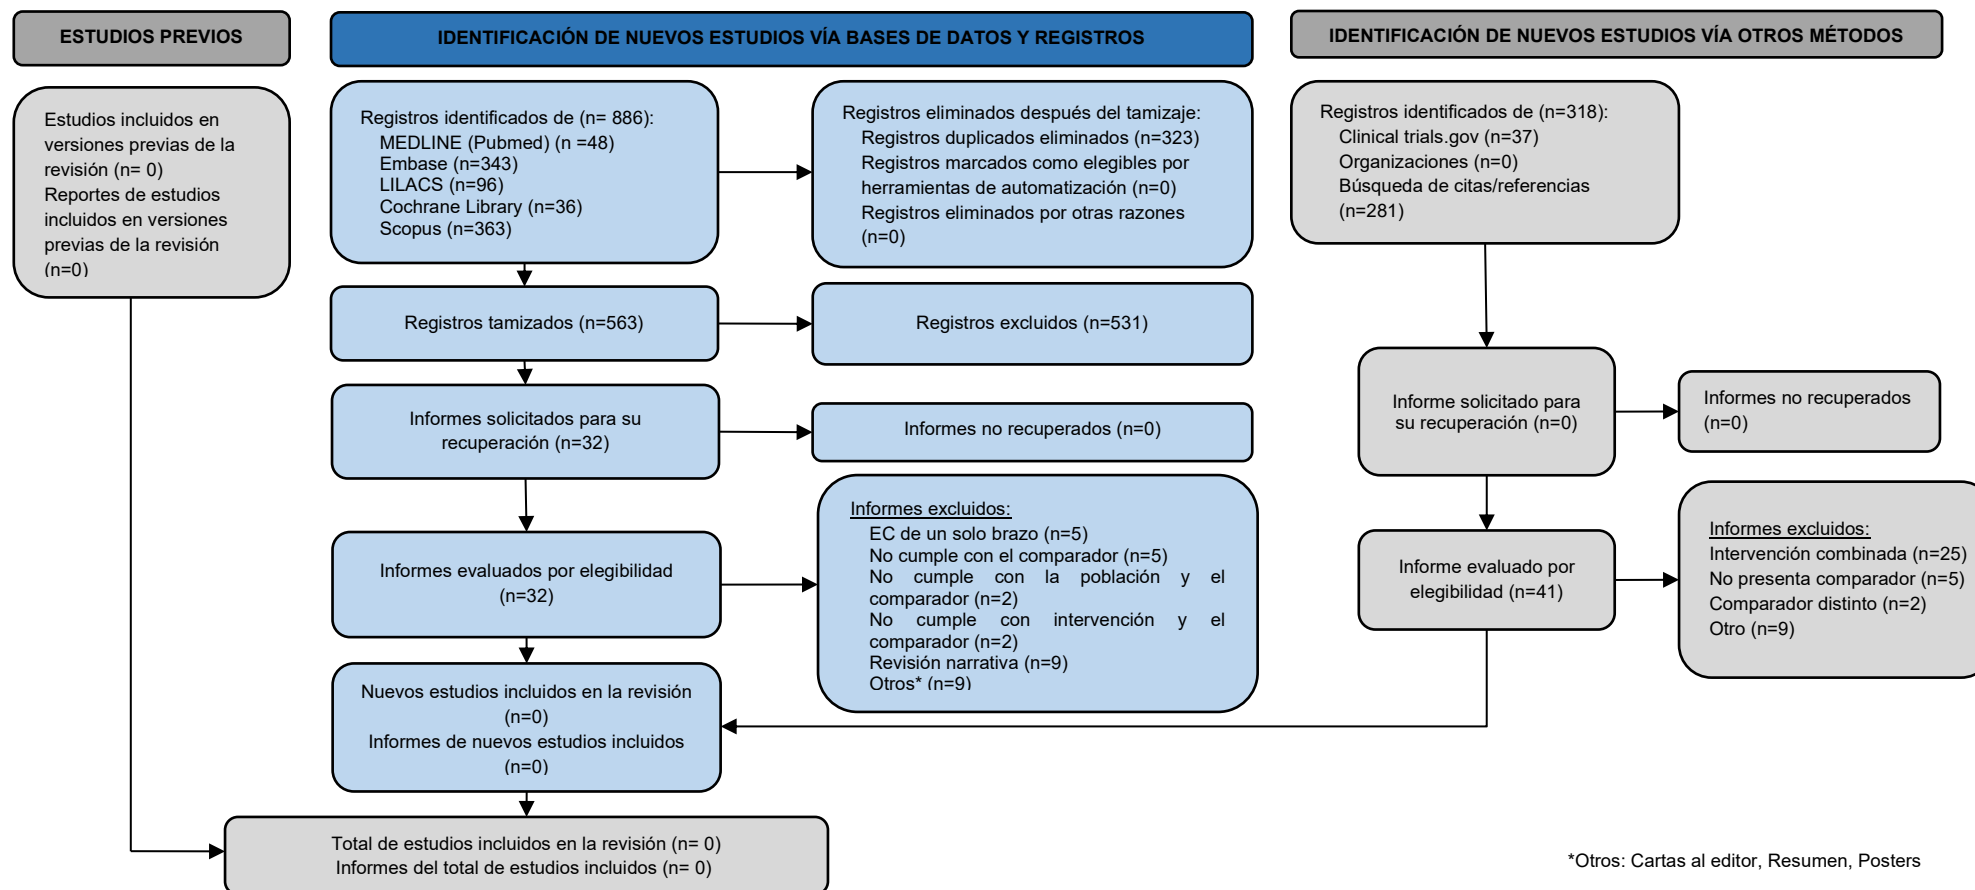 ESTUDIOS PREVIOS
Estudios incluidos en
versiones previas de la
revisión (n= 0)
Reportes de estudios
incluidos en versiones
previas de la revisión
(n=0)
IDENTIFICACIÓN DE NUEVOS ESTUDIOS VÍA BASES DE DATOS Y REGISTROS
Registros identificados de (n= 886):
MEDLINE (Pubmed) (n =48)
Embase (n=343)
LILACS (n=96)
Cochrane Library (n=36)
Scopus (n=363)
Registros eliminados después del tamizaje:
Registros duplicados eliminados (n=323)
Registros marcados como elegibles por
herramientas de automatización (n=0)
Registros eliminados por otras razones
(n=0)
Registros tamizados (n=563)
Registros excluidos (n=531)
Informes solicitados para su
recuperación (n=32)
Informes no recuperados (n=0)
Informes evaluados por elegibilidad
(n=32)
Informes excluidos:
EC de un solo brazo (n=5)
No cumple con el comparador (n=5)
No cumple con la población y el
comparador (n=2)
No cumple con intervención y el
comparador (n=2)
Revisión narrativa (n=9)
Otros* (n=9)
Nuevos estudios incluidos en la revisión
(n=0)
Informes de nuevos estudios incluidos
(n=0)
IDENTIFICACIÓN DE NUEVOS ESTUDIOS VÍA OTROS MÉTODOS
Registros identificados de (n=318):
Clinical trials.gov (n=37)
Organizaciones (n=0)
Búsqueda de citas/referencias
(n=281)
Informe solicitado para
su recuperación (n=0)
Informes no recuperados
(n=0)
Informe evaluado por
elegibilidad (n=41)
Informes excluidos:
Intervención combinada (n=25)
No presenta comparador (n=5)
Comparador distinto (n=2)
Otro (n=9)
Total de estudios incluidos en la revisión (n= 0)
Informes del total de estudios incluidos (n= 0)
*Otros: Cartas al editor, Resumen, Posters